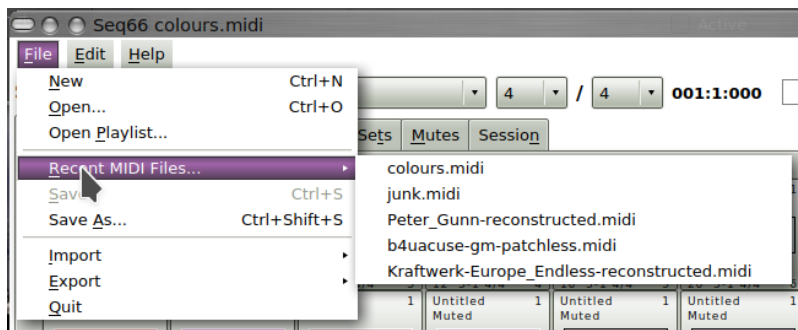 Seq66 colours.midi
Active
File Edit Help
New Ctrl+N
Open... Ctrl+O
Open Playlist...
Recent MIDI Files...
Save Ctrl+S
Save As... Ctrl+Shift+S
Import
Export
Quit
4 / 4 001:1:000
Sets Mutes Session
colours.midi
junk.midi
Peter_Gunn-reconstructed.midi
b4uacuse-gm-patchless.midi
Kraftwerk-Europe_Endless-reconstructed.midi
1 Untitled 1 Untitled 1 Untitled 1
Muted Muted Muted